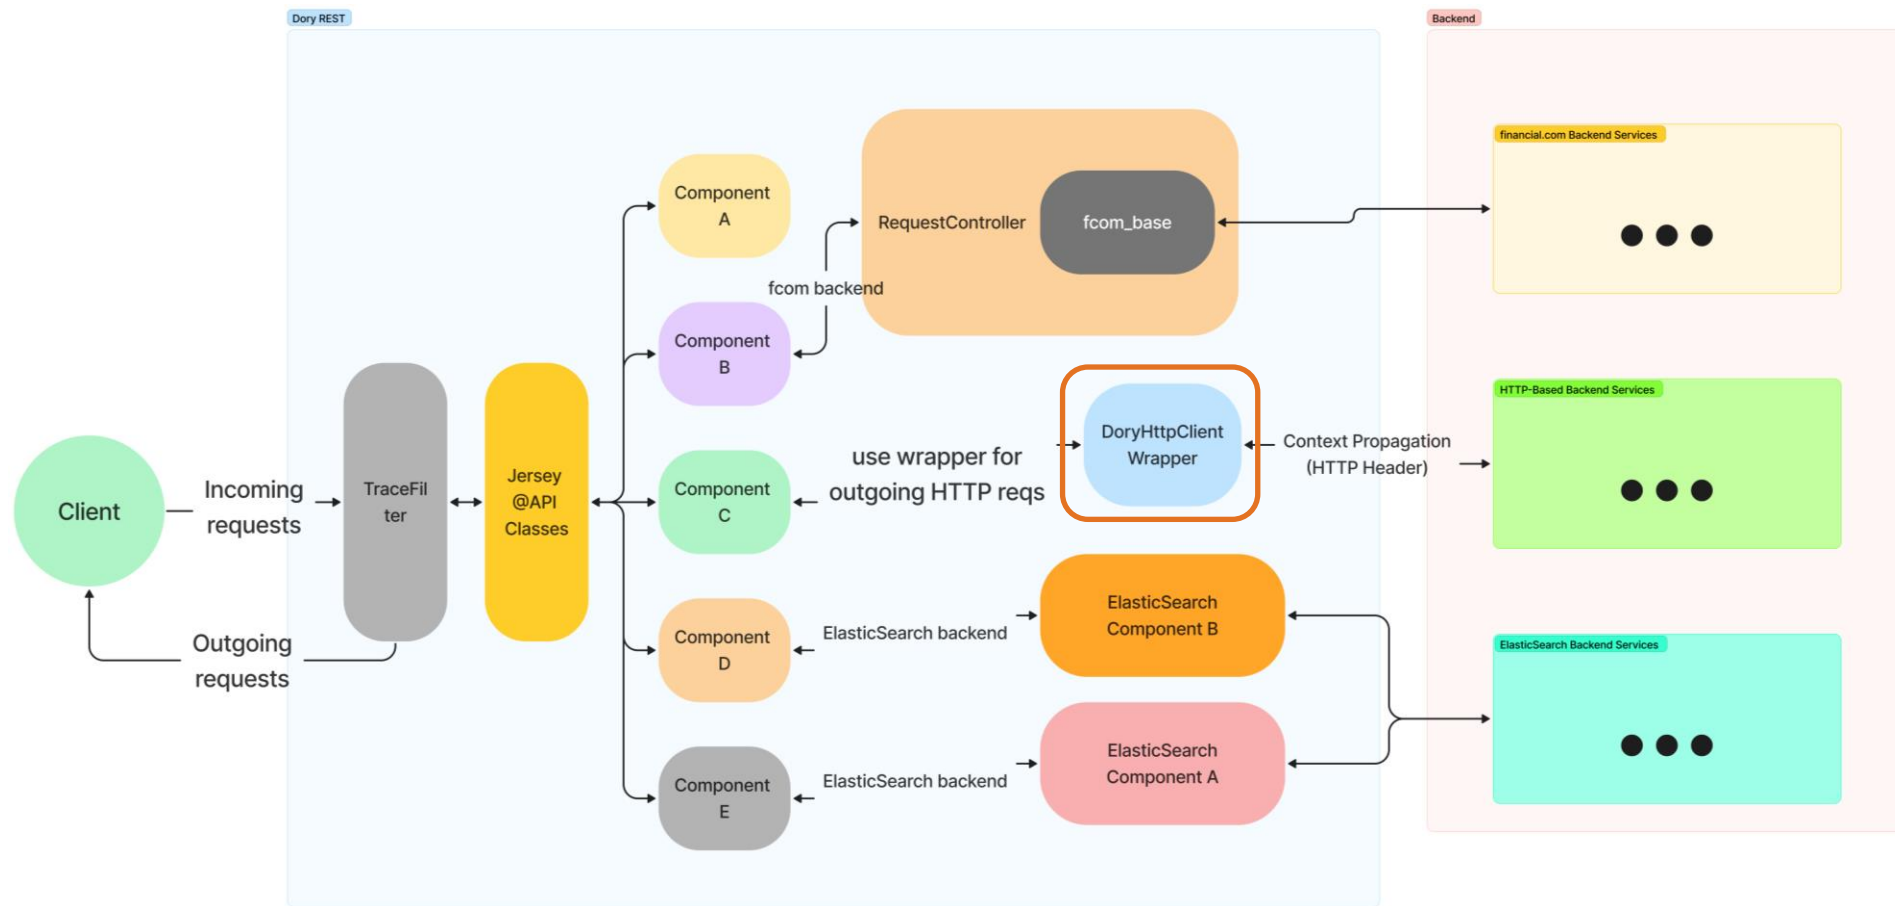 Dory REST
Backend
financial.com Backend Services
Component
A
RequestController
fcom_base
fcom backend
Component
B
HTTP-Based Backend Services
DoryHttpClient
Wrapper
Context Propagation
(HTTP Header)
use wrapper for
outgoing HTTP reqs
Component
C
Jersey
@API
Classes
TraceFil
ter
Incoming
requests
Client
Outgoing
requests
Component
D
ElasticSearch backend
ElasticSearch
Component B
ElasticSearch Backend Services
Component
E
ElasticSearch backend
ElasticSearch
Component A